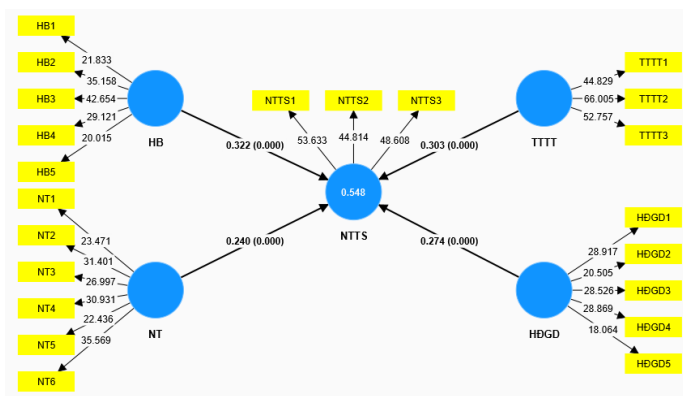 HB1
HB2
HB3
HB4
HB5
21.833
35.158
42.654
29.121
20.015
HB
NTTS1
NTTS2
NTTS3
53.633
44.814
48.608
TTTT1
TTTT2
TTTT3
44.829
66.005
52.757
TTTT
0.322 (0.000)
0.303 (0.000)
0.548
NTTS
0.240 (0.000)
0.274 (0.000)
NT1
NT2
NT3
NT4
NT5
NT6
23.471
31.401
26.997
30.931
22.436
35.569
NT
HĐGD1
HĐGD2
HĐGD3
HĐGD4
HĐGD5
28.917
20.505
28.526
28.869
18.064
HĐGD